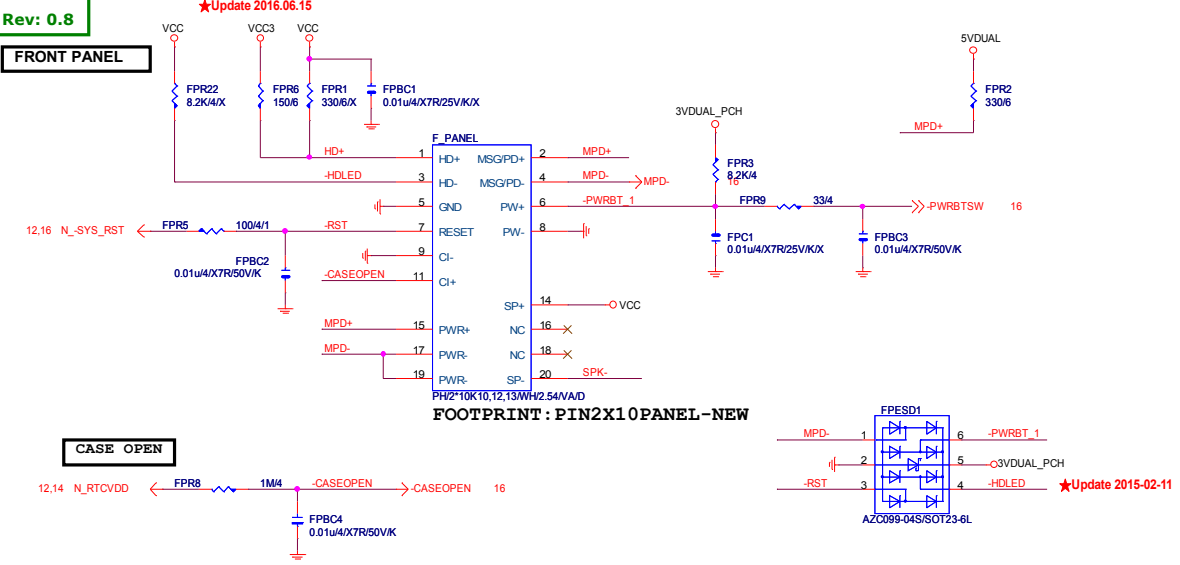 ★Update 2016.06.15
Rev: 0.8
FRONT PANEL
VCC
VCC3
VCC
5VDUAL
FPR22
8.2K/4/X
FPR6
150/6
FPR1
330/6/X
FPBC1
0.01u/4/X7R/25V/K/X
FPR2
330/6
MPD+
3VDUAL_PCH
FPR3
8.2K/4
F_PANEL
HD+ 1 HD+ MSG/PD+ 2 MPD+
-HDLED 3 HD- MSG/PD- 4 MPD- MPD- 16
5 GND PW+ 6 -PWRBT_1
FPR9 33/4 -PWRBTSW 16
12,16 N_-SYS_RST FPR5 100/4/1 -RST 7 RESET PW- 8
FPC1
0.01u/4/X7R/25V/K/X
FPBC3
0.01u/4/X7R/50V/K
9 CI-
FPBC2
0.01u/4/X7R/50V/K
-CASEOPEN 11 CI+
SP+ 14 VCC
MPD+ 15 PWR+ NC 16
MPD- 17 PWR- NC 18
19 PWR- SP- 20 SPK-
PH/2*10K10,12,13/WH/2.54/VA/D
FOOTPRINT:PIN2X10PANEL-NEW
FPESD1
MPD- 1 6 -PWRBT_1
2 5 3VDUAL_PCH
-RST 3 4 -HDLED
★Update 2015-02-11
AZC099-04S/SOT23-6L
CASE OPEN
12,14 N_RTCVDD FPR8 1M/4 -CASEOPEN -CASEOPEN 16
FPBC4
0.01u/4/X7R/50V/K